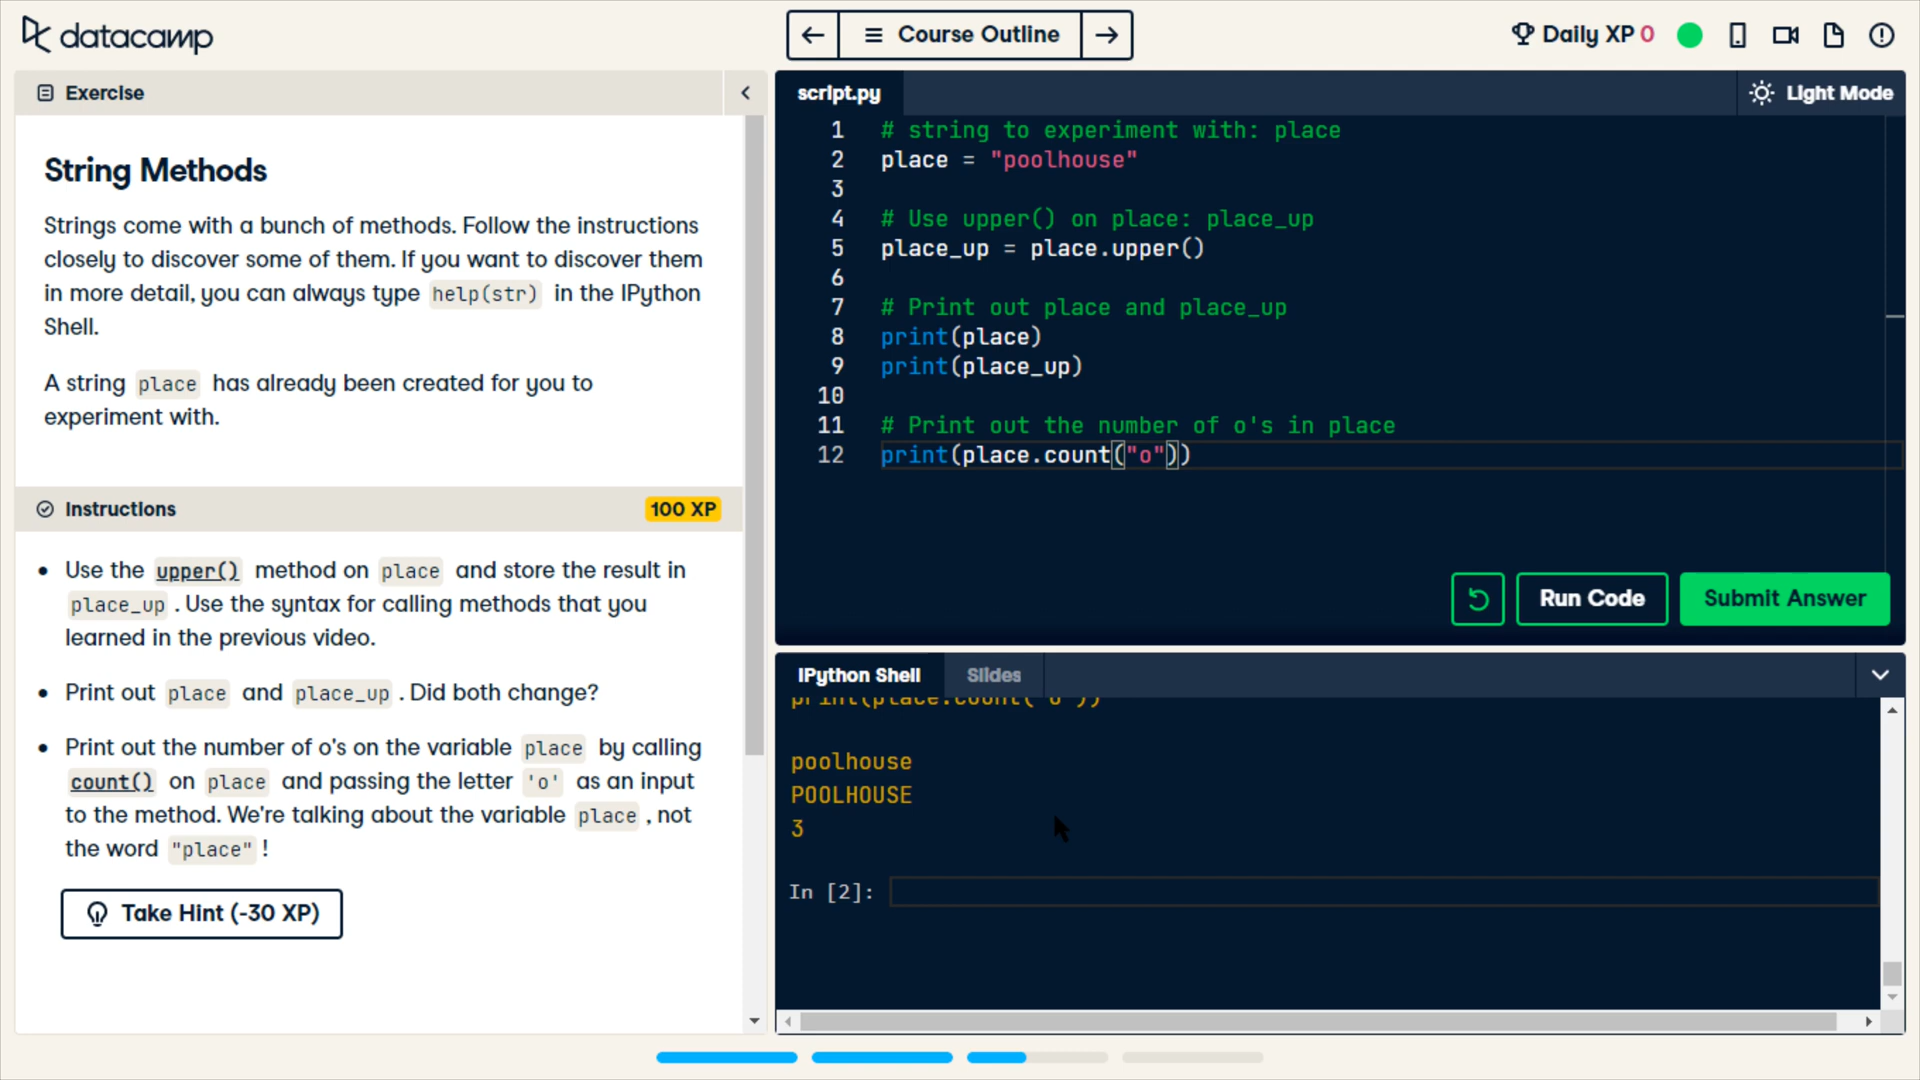 datacamp
Course Outline
Daily XP 0
Exercise
String Methods
Strings come with a bunch of methods. Follow the instructions
closely to discover some of them. If you want to discover them
in more detail, you can always type help(str) in the IPython
Shell.
A string place has already been created for you to
experiment with.
Instructions
100 XP
• Use the upper() method on place and store the result in
place_up . Use the syntax for calling methods that you
learned in the previous video.
• Print out place and place_up . Did both change?
• Print out the number of o's on the variable place by calling
count() on place and passing the letter 'o' as an input
to the method. We're talking about the variable place , not
the word "place" !
Take Hint (-30 XP)
script.py
Light Mode
1 # string to experiment with: place
2 place = "poolhouse"
3
4 # Use upper() on place: place_up
5 place_up = place.upper()
6
7 # Print out place and place_up
8 print(place)
9 print(place_up)
10
11 # Print out the number of o's in place
12 print(place.count("o"))
Run Code
Submit Answer
IPython Shell
Slides
print(place.count("o"))
poolhouse
POOLHOUSE
3
In [2]: